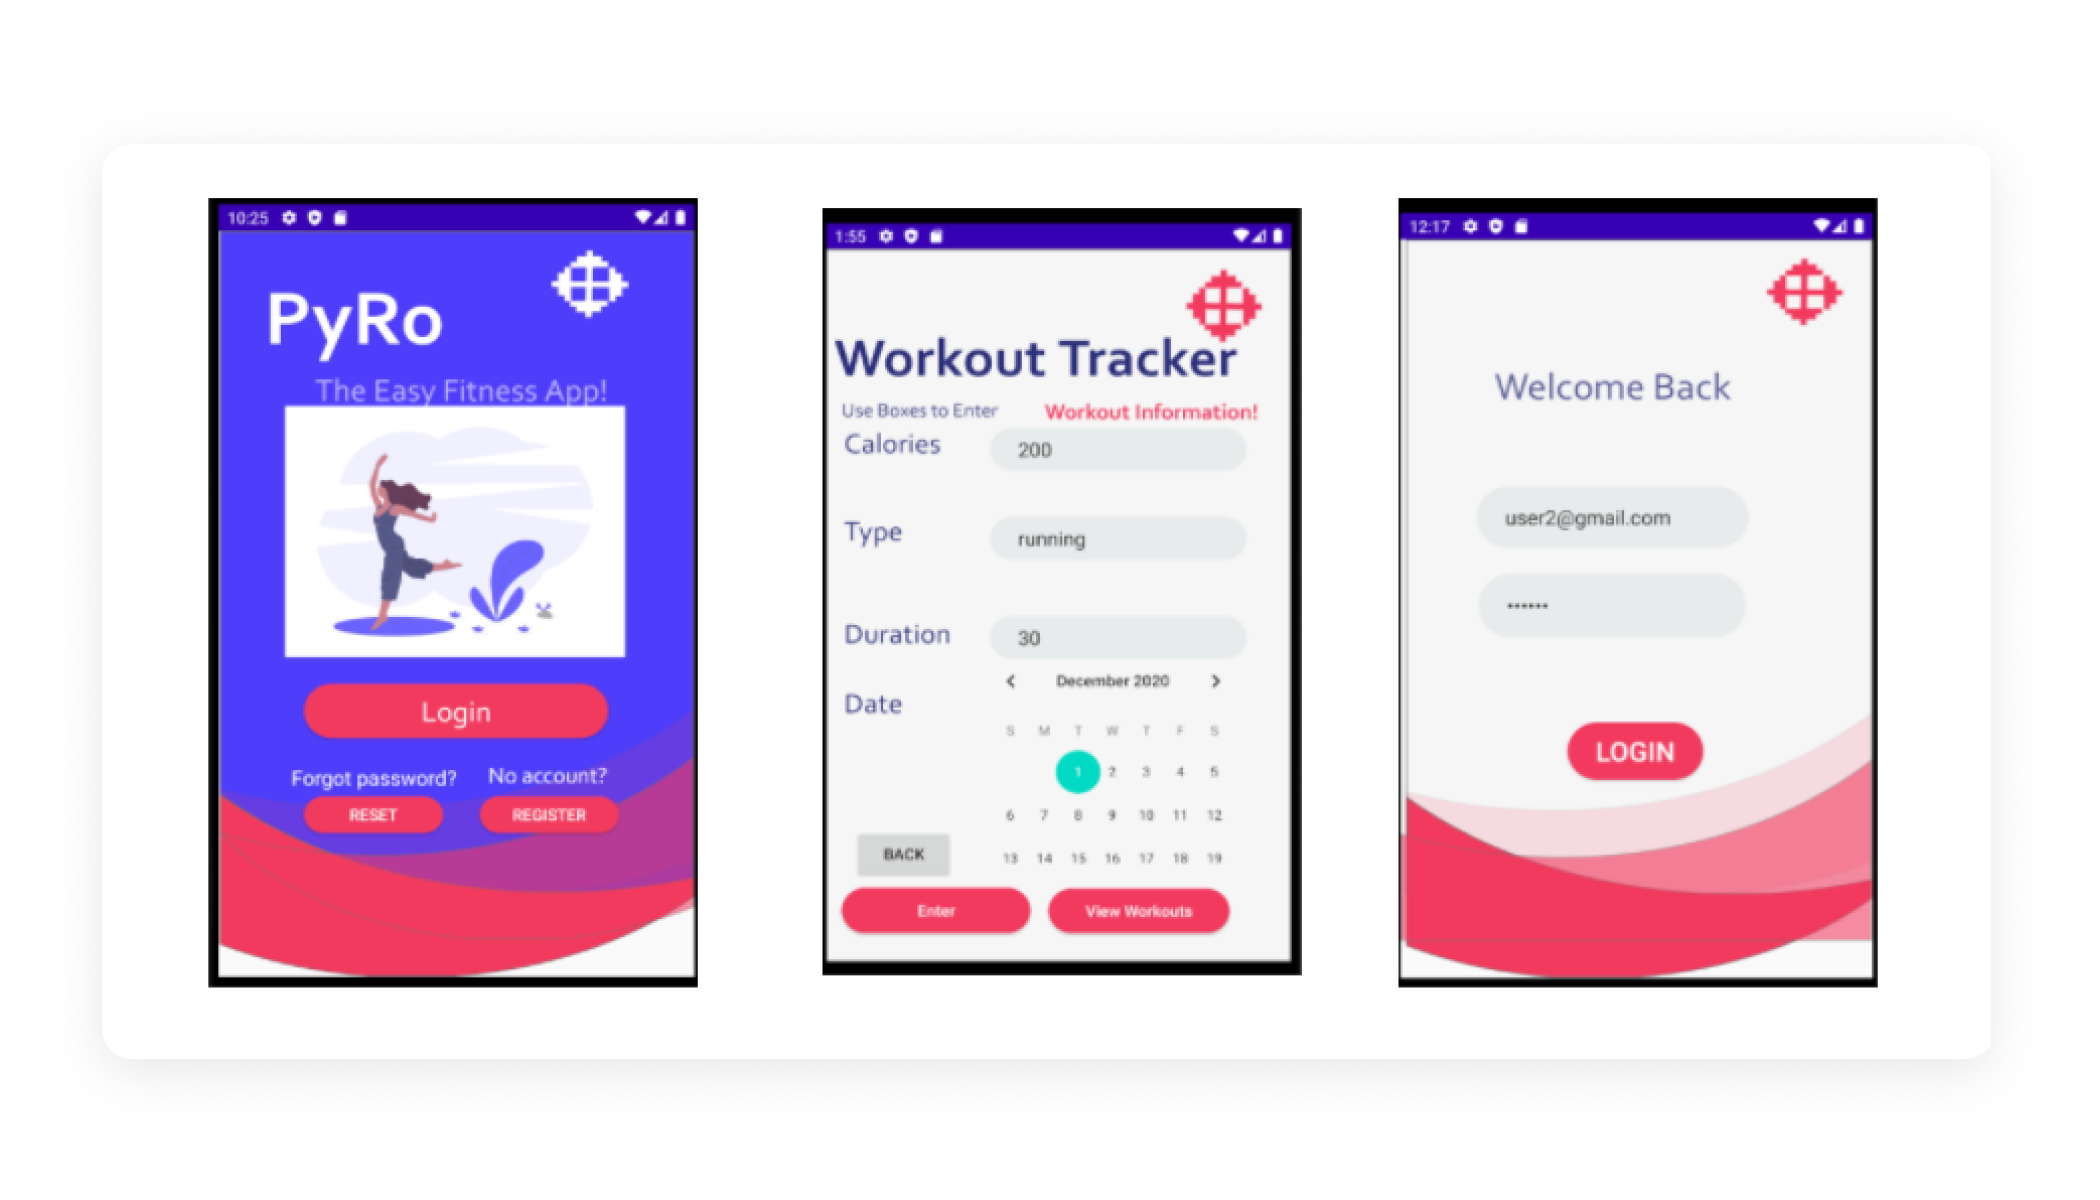 10:25
PyRo
The Easy Fitness App!
Login
Forgot password? No account?
RESET REGISTER
1:55
Workout Tracker
Use Boxes to Enter Workout Information!
Calories 200
Type running
Duration 30
December 2020
Date
S M T W T F S
1 2 3 4 5
6 7 8 9 10 11 12
13 14 15 16 17 18 19
BACK
Enter View Workouts
12:17
Welcome Back
user2@gmail.com
••••••
LOGIN